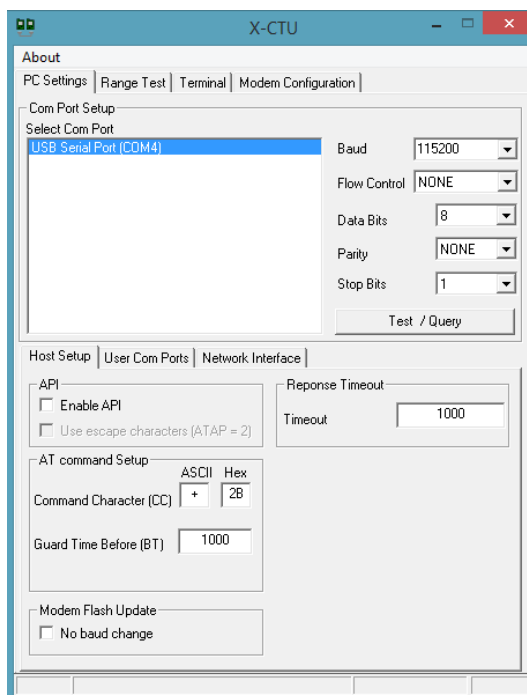 X-CTU
About
PC Settings Range Test Terminal Modem Configuration
Com Port Setup
Select Com Port
USB Serial Port (COM4)
Baud 115200
Flow Control NONE
Data Bits 8
Parity NONE
Stop Bits 1
Test / Query
Host Setup User Com Ports Network Interface
API
Enable API
Use escape characters (ATAP = 2)
Reponse Timeout
Timeout 1000
AT command Setup
ASCII Hex
Command Character (CC) + 2B
Guard Time Before (BT) 1000
Modem Flash Update
No baud change